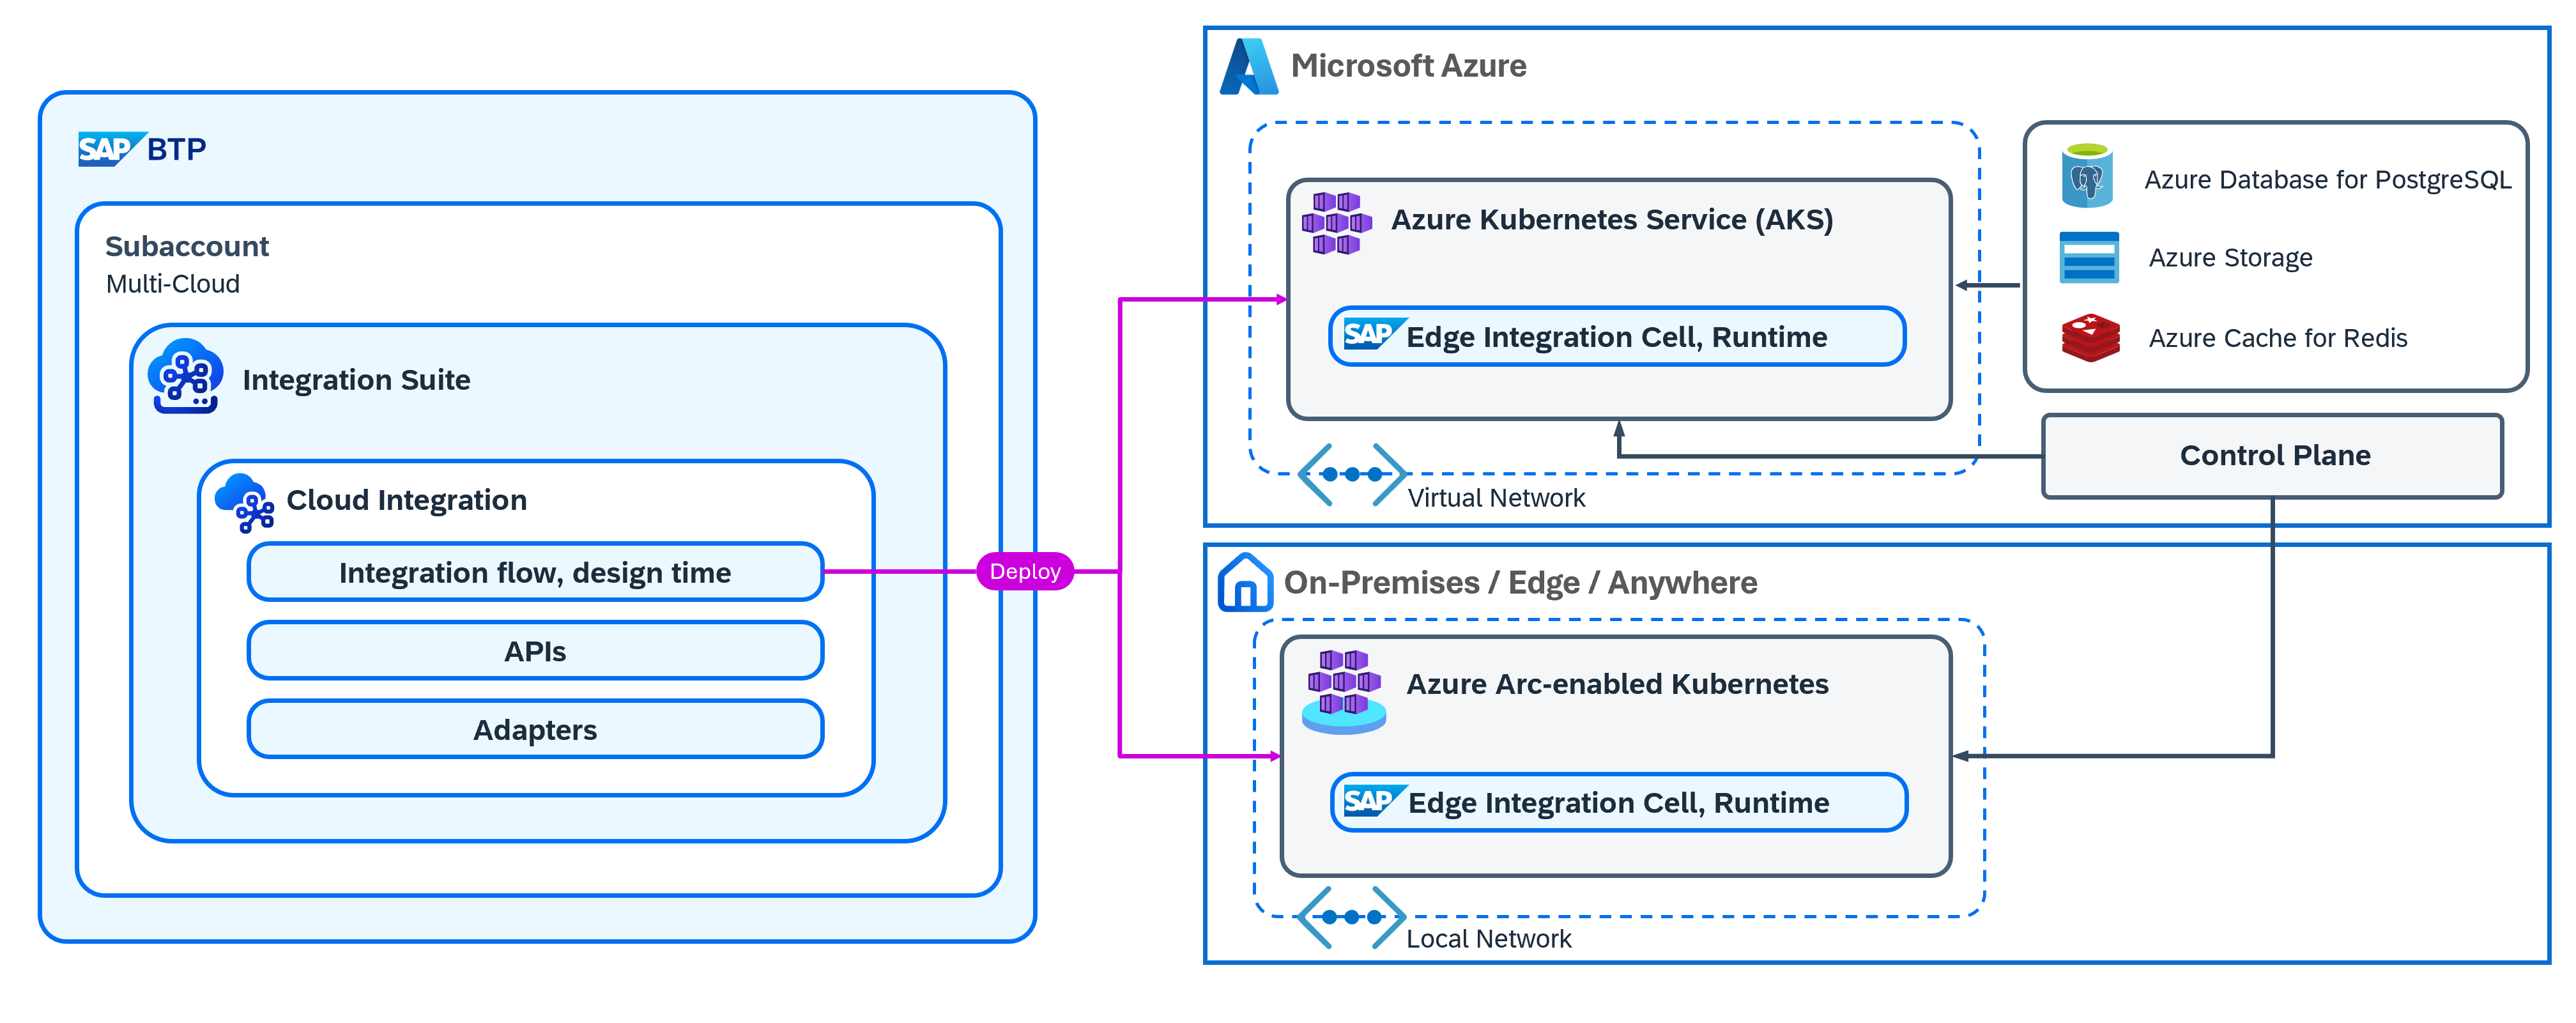 SAP BTP
Subaccount
Multi-Cloud
Integration Suite
Cloud Integration
Integration flow, design time
APIs
Adapters
Deploy
Microsoft Azure
Azure Kubernetes Service (AKS)
SAP Edge Integration Cell, Runtime
Virtual Network
Azure Database for PostgreSQL
Azure Storage
Azure Cache for Redis
Control Plane
On-Premises / Edge / Anywhere
Azure Arc-enabled Kubernetes
SAP Edge Integration Cell, Runtime
Local Network